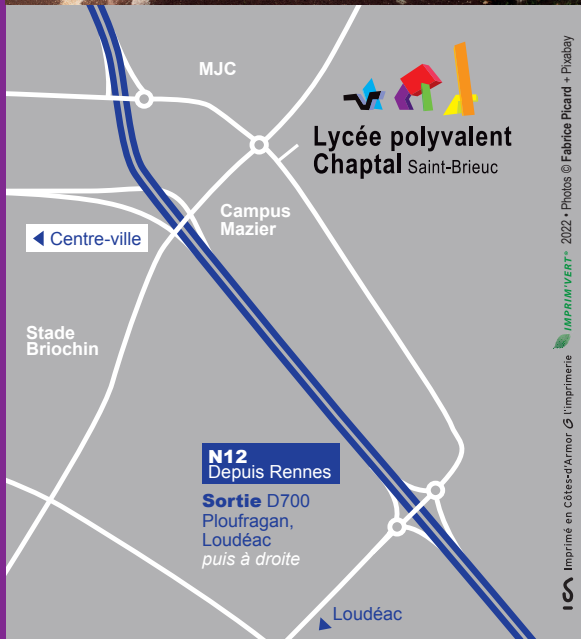 MJC
Lycée polyvalent
Chaptal Saint-Brieuc
Campus
Mazier
◀ Centre-ville
Stade
Briochin
N12
Depuis Rennes
Sortie D700
Ploufragan,
Loudéac
puis à droite
Loudéac
Imprimé en Côtes-d'Armor l'imprimerie IMPRIM'VERT® 2022 • Photos © Fabrice Picard + Pixabay